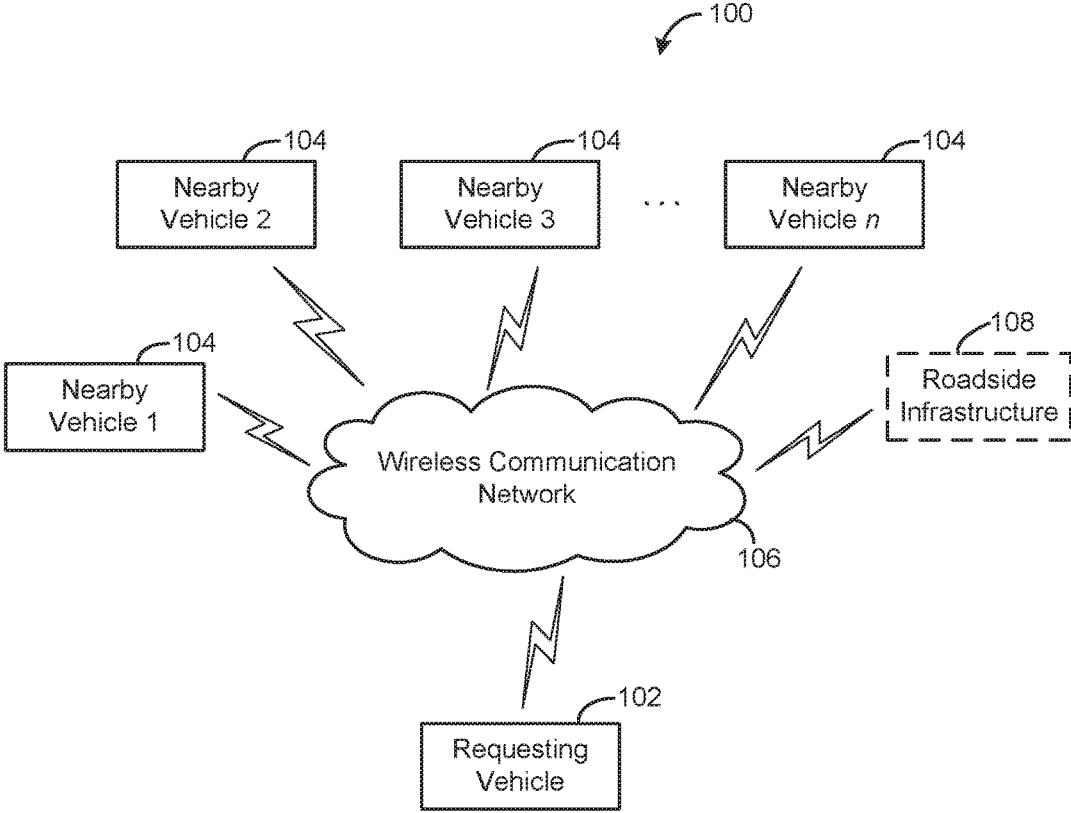 100
104
Nearby
Vehicle 2
104
Nearby
Vehicle 3
...
104
Nearby
Vehicle n
104
Nearby
Vehicle 1
108
Roadside
Infrastructure
Wireless Communication
Network
106
102
Requesting
Vehicle